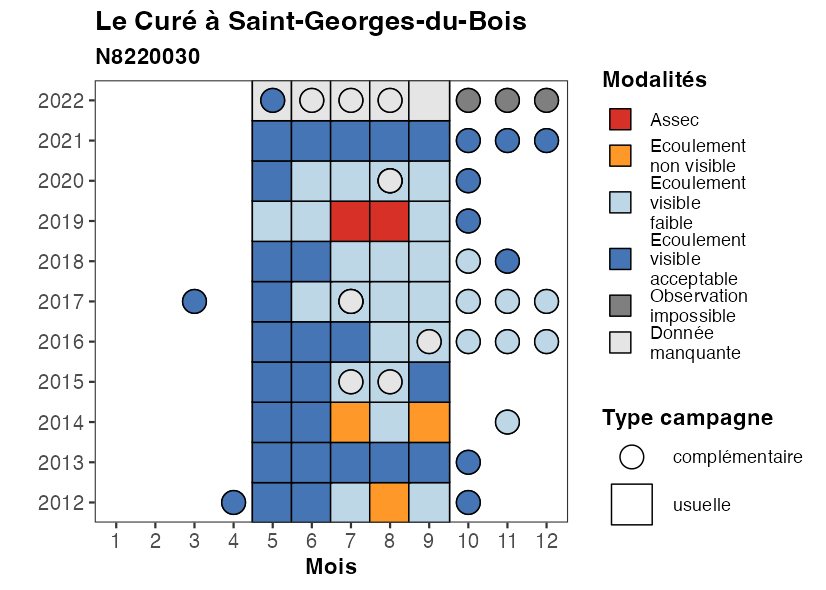 Le Curé à Saint-Georges-du-Bois
N8220030
2022
2021
2020
2019
2018
2017
2016
2015
2014
2013
2012
1 2 3 4 5 6 7 8 9 10 11 12
Mois
Modalités
Assec
Ecoulement
non visible
Ecoulement
visible
faible
Ecoulement
visible
acceptable
Observation
impossible
Donnée
manquante
Type campagne
complémentaire
usuelle